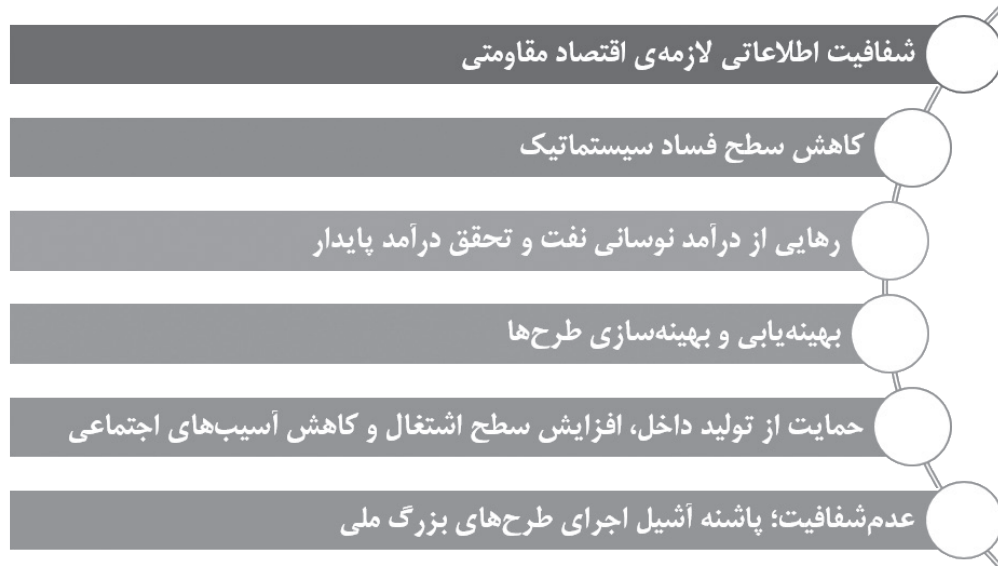 شفافیت اطلاعاتی لازمه‌ی اقتصاد مقاومتی
کاهش سطح فساد سیستماتیک
رهایی از درآمد نوسانی نفت و تحقق درآمد پایدار
بهینه‌یابی و بهینه‌سازی طرح‌ها
حمایت از تولید داخل، افزایش سطح اشتغال و کاهش آسیب‌های اجتماعی
عدم‌شفافیت؛ پاشنه آشیل اجرای طرح‌های بزرگ ملی